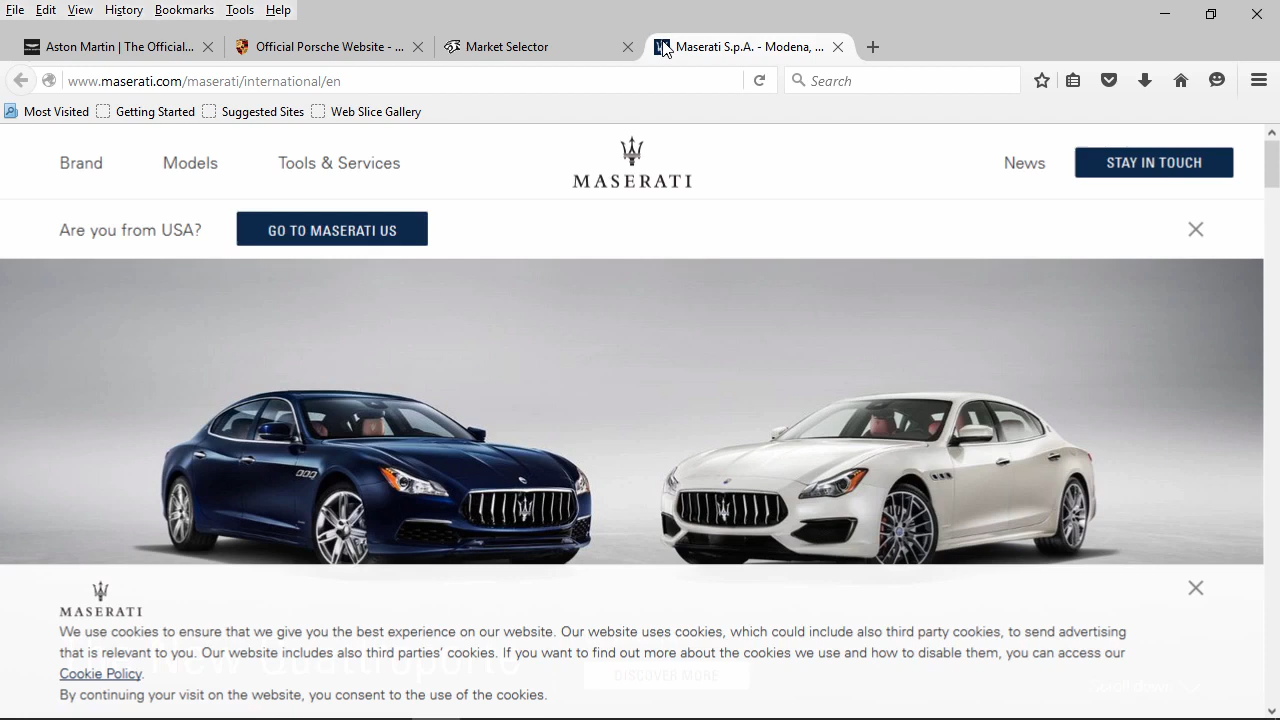 File Edit View History Bookmarks Tools Help
Aston Martin | The Official... Official Porsche Website - ... Market Selector Maserati S.p.A. - Modena, ...
www.maserati.com/maserati/international/en Search
Most Visited Getting Started Suggested Sites Web Slice Gallery
Brand Models Tools & Services MASERATI News STAY IN TOUCH
Are you from USA? GO TO MASERATI US
MASERATI
We use cookies to ensure that we give you the best experience on our website. Our website uses cookies, which could include also third party cookies, to send advertising
that is relevant to you. Our website includes also third parties’ cookies. If you want to find out more about the cookies we use and how to disable them, you can access our
Cookie Policy.
New Quattroporte DISCOVER MORE
scroll down
By continuing your visit on the website, you consent to the use of the cookies.